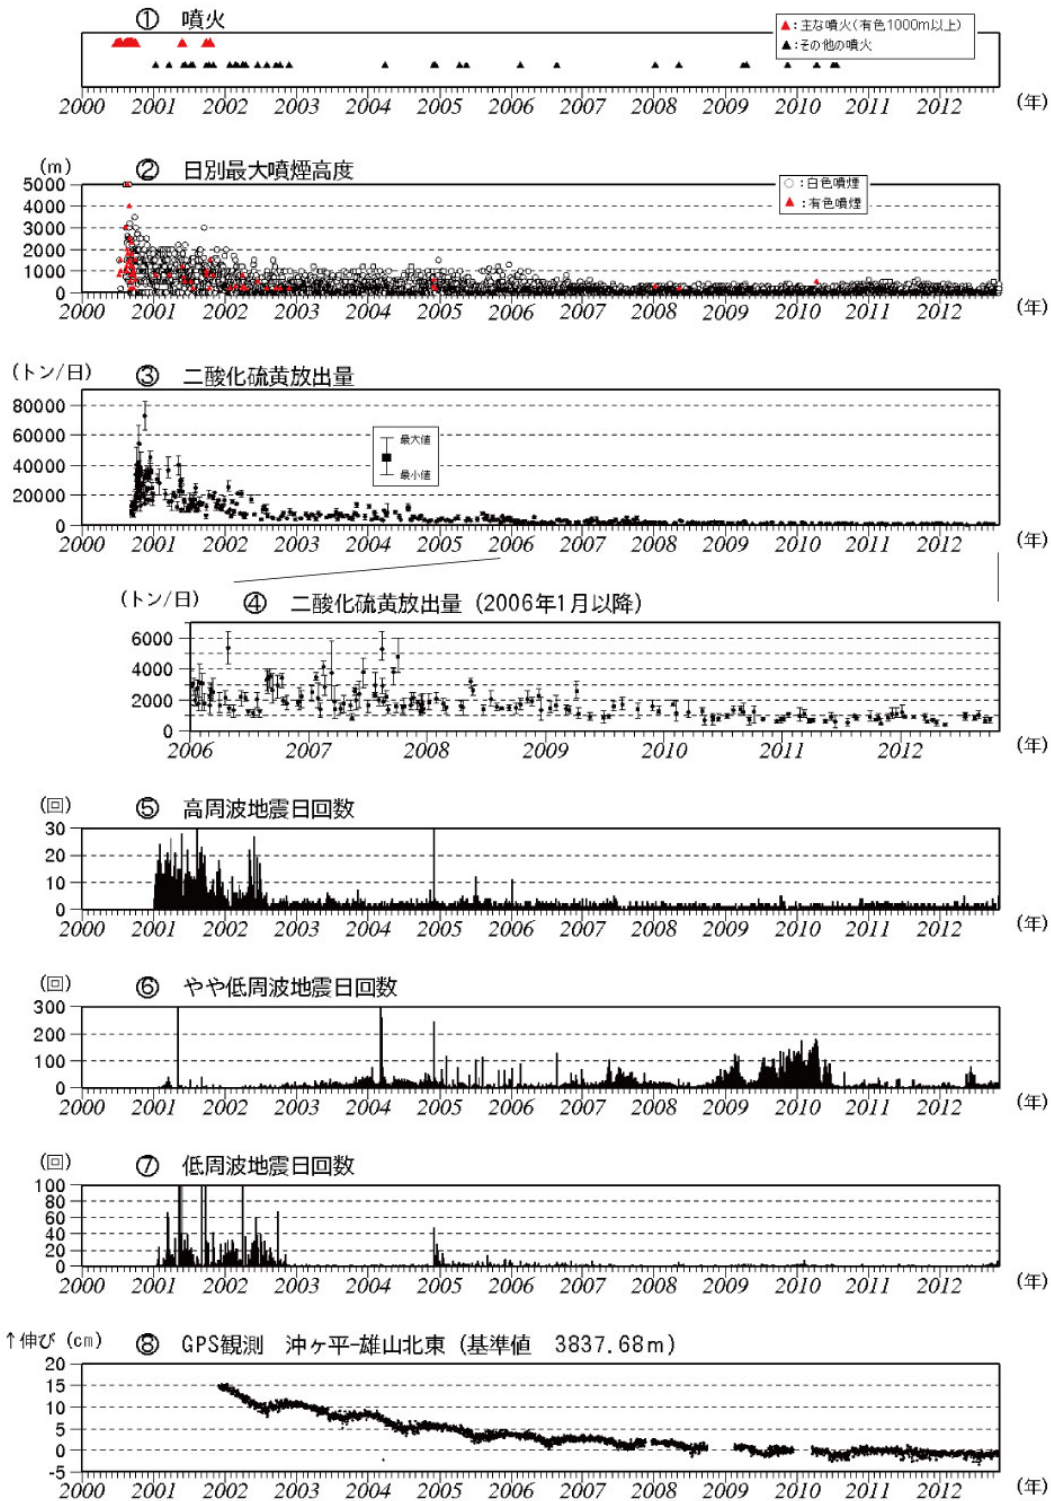 ① 噴火
▲:主な噴火(有色1000m以上)
▲:その他の噴火
2000 2001 2002 2003 2004 2005 2006 2007 2008 2009 2010 2011 2012 (年)
(m) ② 日別最大噴煙高度
○:白色噴煙
▲:有色噴煙
5000
4000
3000
2000
1000
0
2000 2001 2002 2003 2004 2005 2006 2007 2008 2009 2010 2011 2012 (年)
(トン/日) ③ 二酸化硫黄放出量
80000
60000
40000
20000
0
最大値
最小値
2000 2001 2002 2003 2004 2005 2006 2007 2008 2009 2010 2011 2012 (年)
(トン/日) ④ 二酸化硫黄放出量 (2006年1月以降)
6000
4000
2000
0
2006 2007 2008 2009 2010 2011 2012 (年)
(回) ⑤ 高周波地震日回数
30
20
10
0
2000 2001 2002 2003 2004 2005 2006 2007 2008 2009 2010 2011 2012 (年)
(回) ⑥ やや低周波地震日回数
300
200
100
0
2000 2001 2002 2003 2004 2005 2006 2007 2008 2009 2010 2011 2012 (年)
(回) ⑦ 低周波地震日回数
100
80
60
40
20
0
2000 2001 2002 2003 2004 2005 2006 2007 2008 2009 2010 2011 2012 (年)
↑伸び (cm) ⑧ GPS観測 沖ヶ平-雄山北東 (基準値 3837.68m)
20
15
10
5
0
-5
2000 2001 2002 2003 2004 2005 2006 2007 2008 2009 2010 2011 2012 (年)